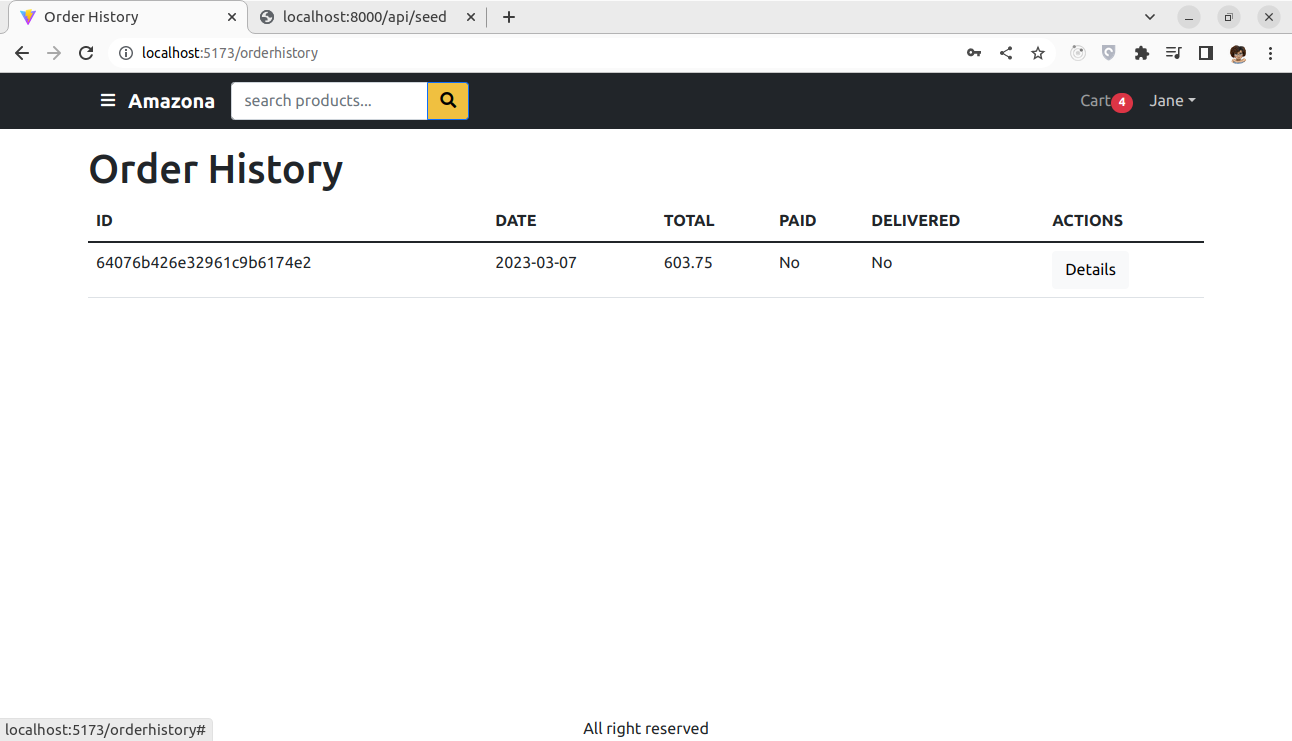 Order History
localhost:8000/api/seed
localhost:5173/orderhistory
Amazona
search products...
Cart 4
Jane
Order History
ID DATE TOTAL PAID DELIVERED ACTIONS
64076b426e32961c9b6174e2 2023-03-07 603.75 No No Details
All right reserved
localhost:5173/orderhistory#